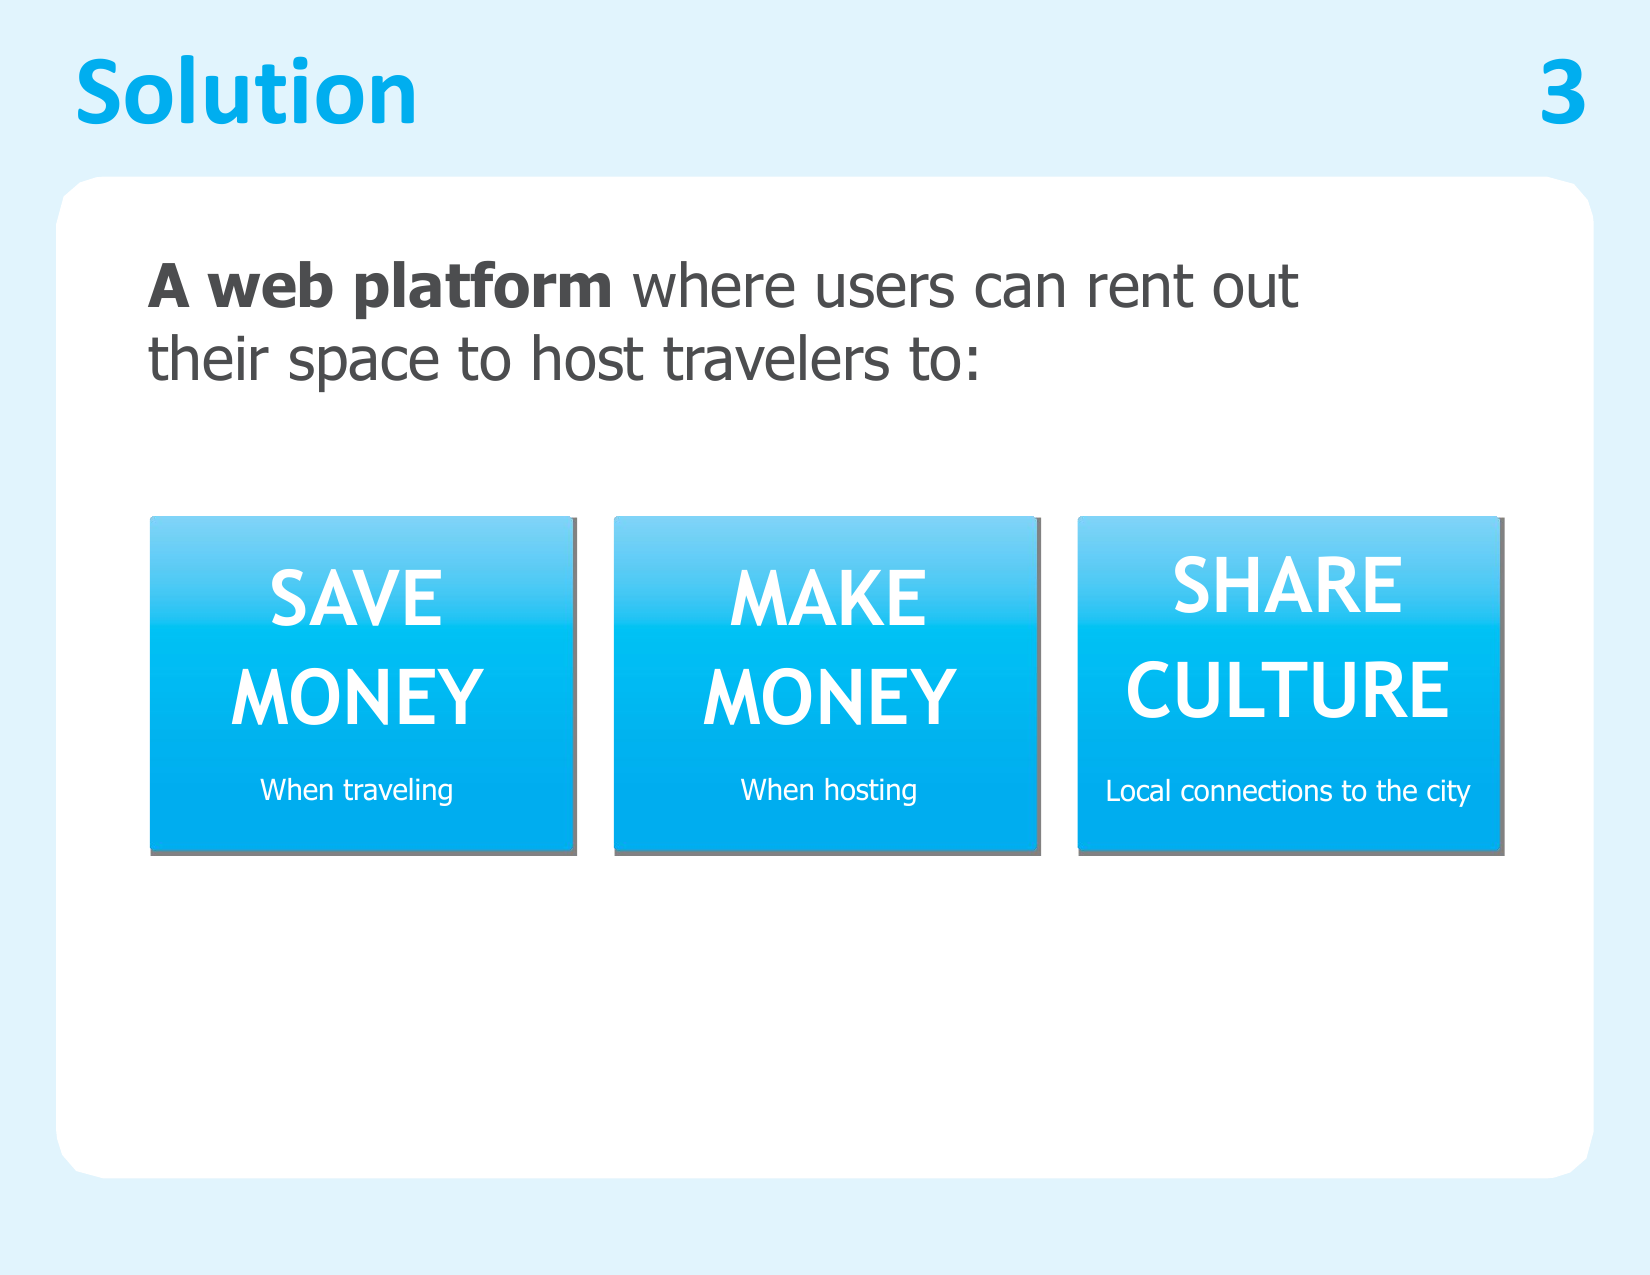 Solution
3
A web platform where users can rent out
their space to host travelers to:
SAVE
MONEY
When traveling
MAKE
MONEY
When hosting
SHARE
CULTURE
Local connections to the city